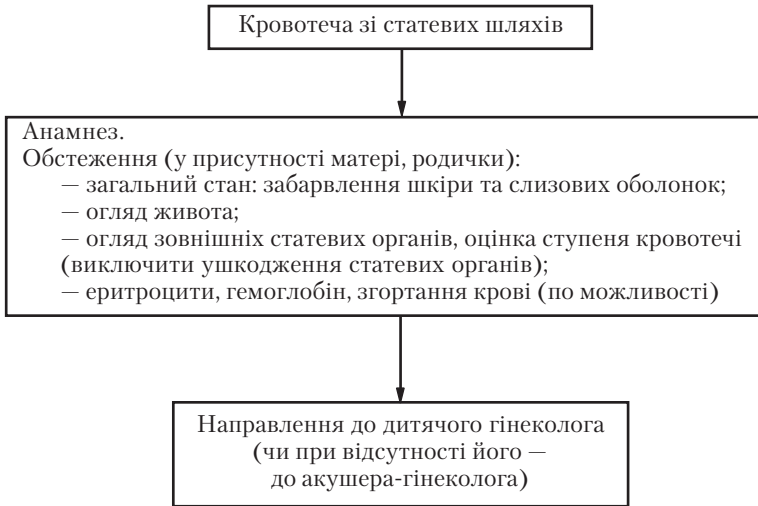 Кровотеча зі статевих шляхів
Анамнез.
Обстеження (у присутності матері, родички):
— загальний стан: забарвлення шкіри та слизових оболонок;
— огляд живота;
— огляд зовнішніх статевих органів, оцінка ступеня кровотечі
(виключити ушкодження статевих органів);
— еритроцити, гемоглобін, згортання крові (по можливості)
Направлення до дитячого гінеколога
(чи при відсутності його —
до акушера-гінеколога)